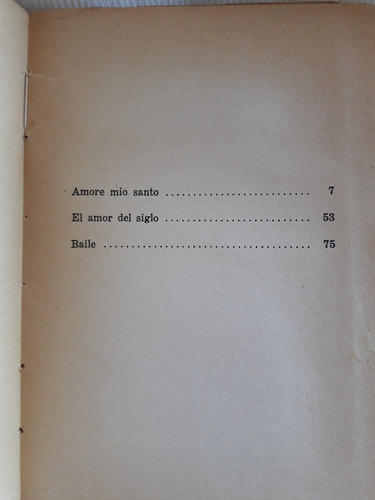 Amore mio santo ......................... 7
El amor del siglo ......................... 53
Baile .................................... 75